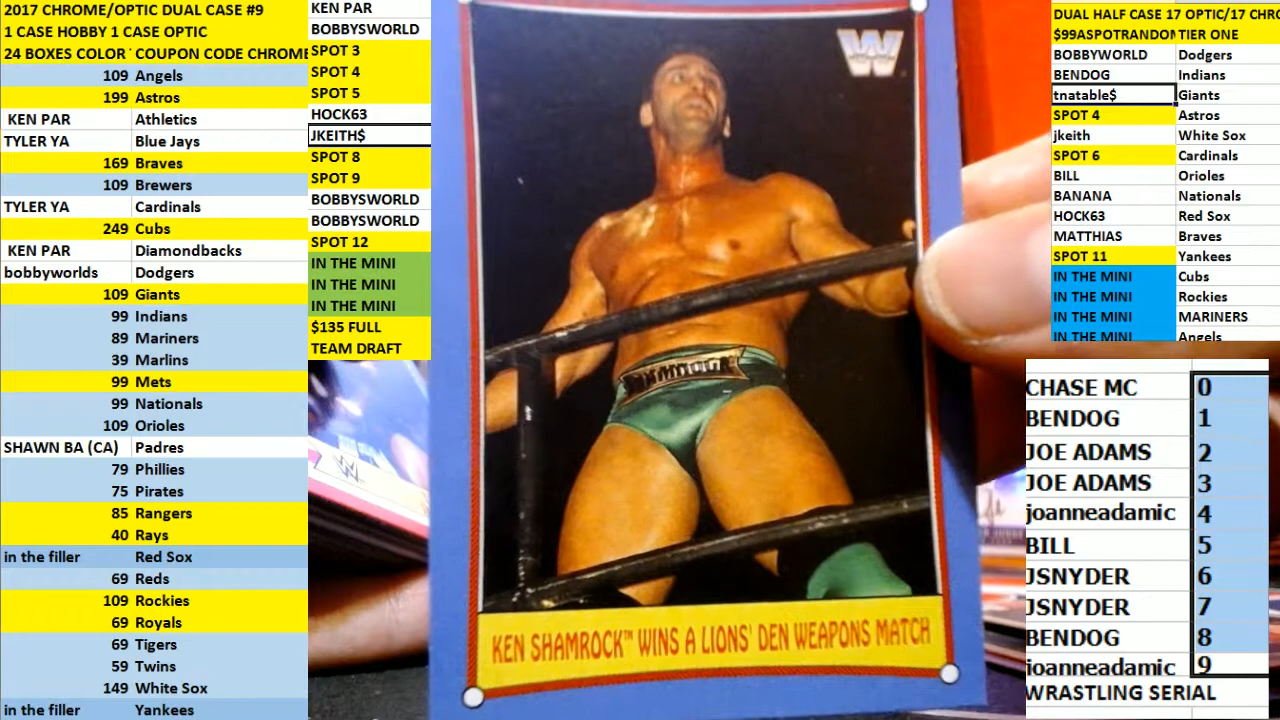 2017 CHROME/OPTIC DUAL CASE #9
1 CASE HOBBY 1 CASE OPTIC
24 BOXES COLOR COUPON CODE CHROME
109 Angels
199 Astros
KEN PAR Athletics
TYLER YA Blue Jays
169 Braves
109 Brewers
TYLER YA Cardinals
249 Cubs
KEN PAR Diamondbacks
bobbyworlds Dodgers
109 Giants
99 Indians
89 Mariners
39 Marlins
99 Mets
99 Nationals
109 Orioles
SHAWN BA (CA) Padres
79 Phillies
75 Pirates
85 Rangers
40 Rays
in the filler Red Sox
69 Reds
109 Rockies
69 Royals
69 Tigers
59 Twins
149 White Sox
in the filler Yankees
KEN PAR
BOBBYSWORLD
SPOT 3
SPOT 4
SPOT 5
HOCK63
JKEITH$
SPOT 8
SPOT 9
BOBBYSWORLD
BOBBYSWORLD
SPOT 12
IN THE MINI
IN THE MINI
IN THE MINI
$135 FULL
TEAM DRAFT
W
KEN SHAMROCK™ WINS A LIONS' DEN WEAPONS MATCH
DUAL HALF CASE 17 OPTIC/17 CHRO
$99ASPOTRANDOM TIER ONE
BOBBYWORLD Dodgers
BENDOG Indians
tnatable$ Giants
SPOT 4 Astros
jkeith White Sox
SPOT 6 Cardinals
BILL Orioles
BANANA Nationals
HOCK63 Red Sox
MATTHIAS Braves
SPOT 11 Yankees
IN THE MINI Cubs
IN THE MINI Rockies
IN THE MINI MARINERS
IN THE MINI Angels
CHASE MC 0
BENDOG 1
JOE ADAMS 2
JOE ADAMS 3
joanneadamic 4
BILL 5
JSNYDER 6
JSNYDER 7
BENDOG 8
joanneadamic 9
WRASTLING SERIAL